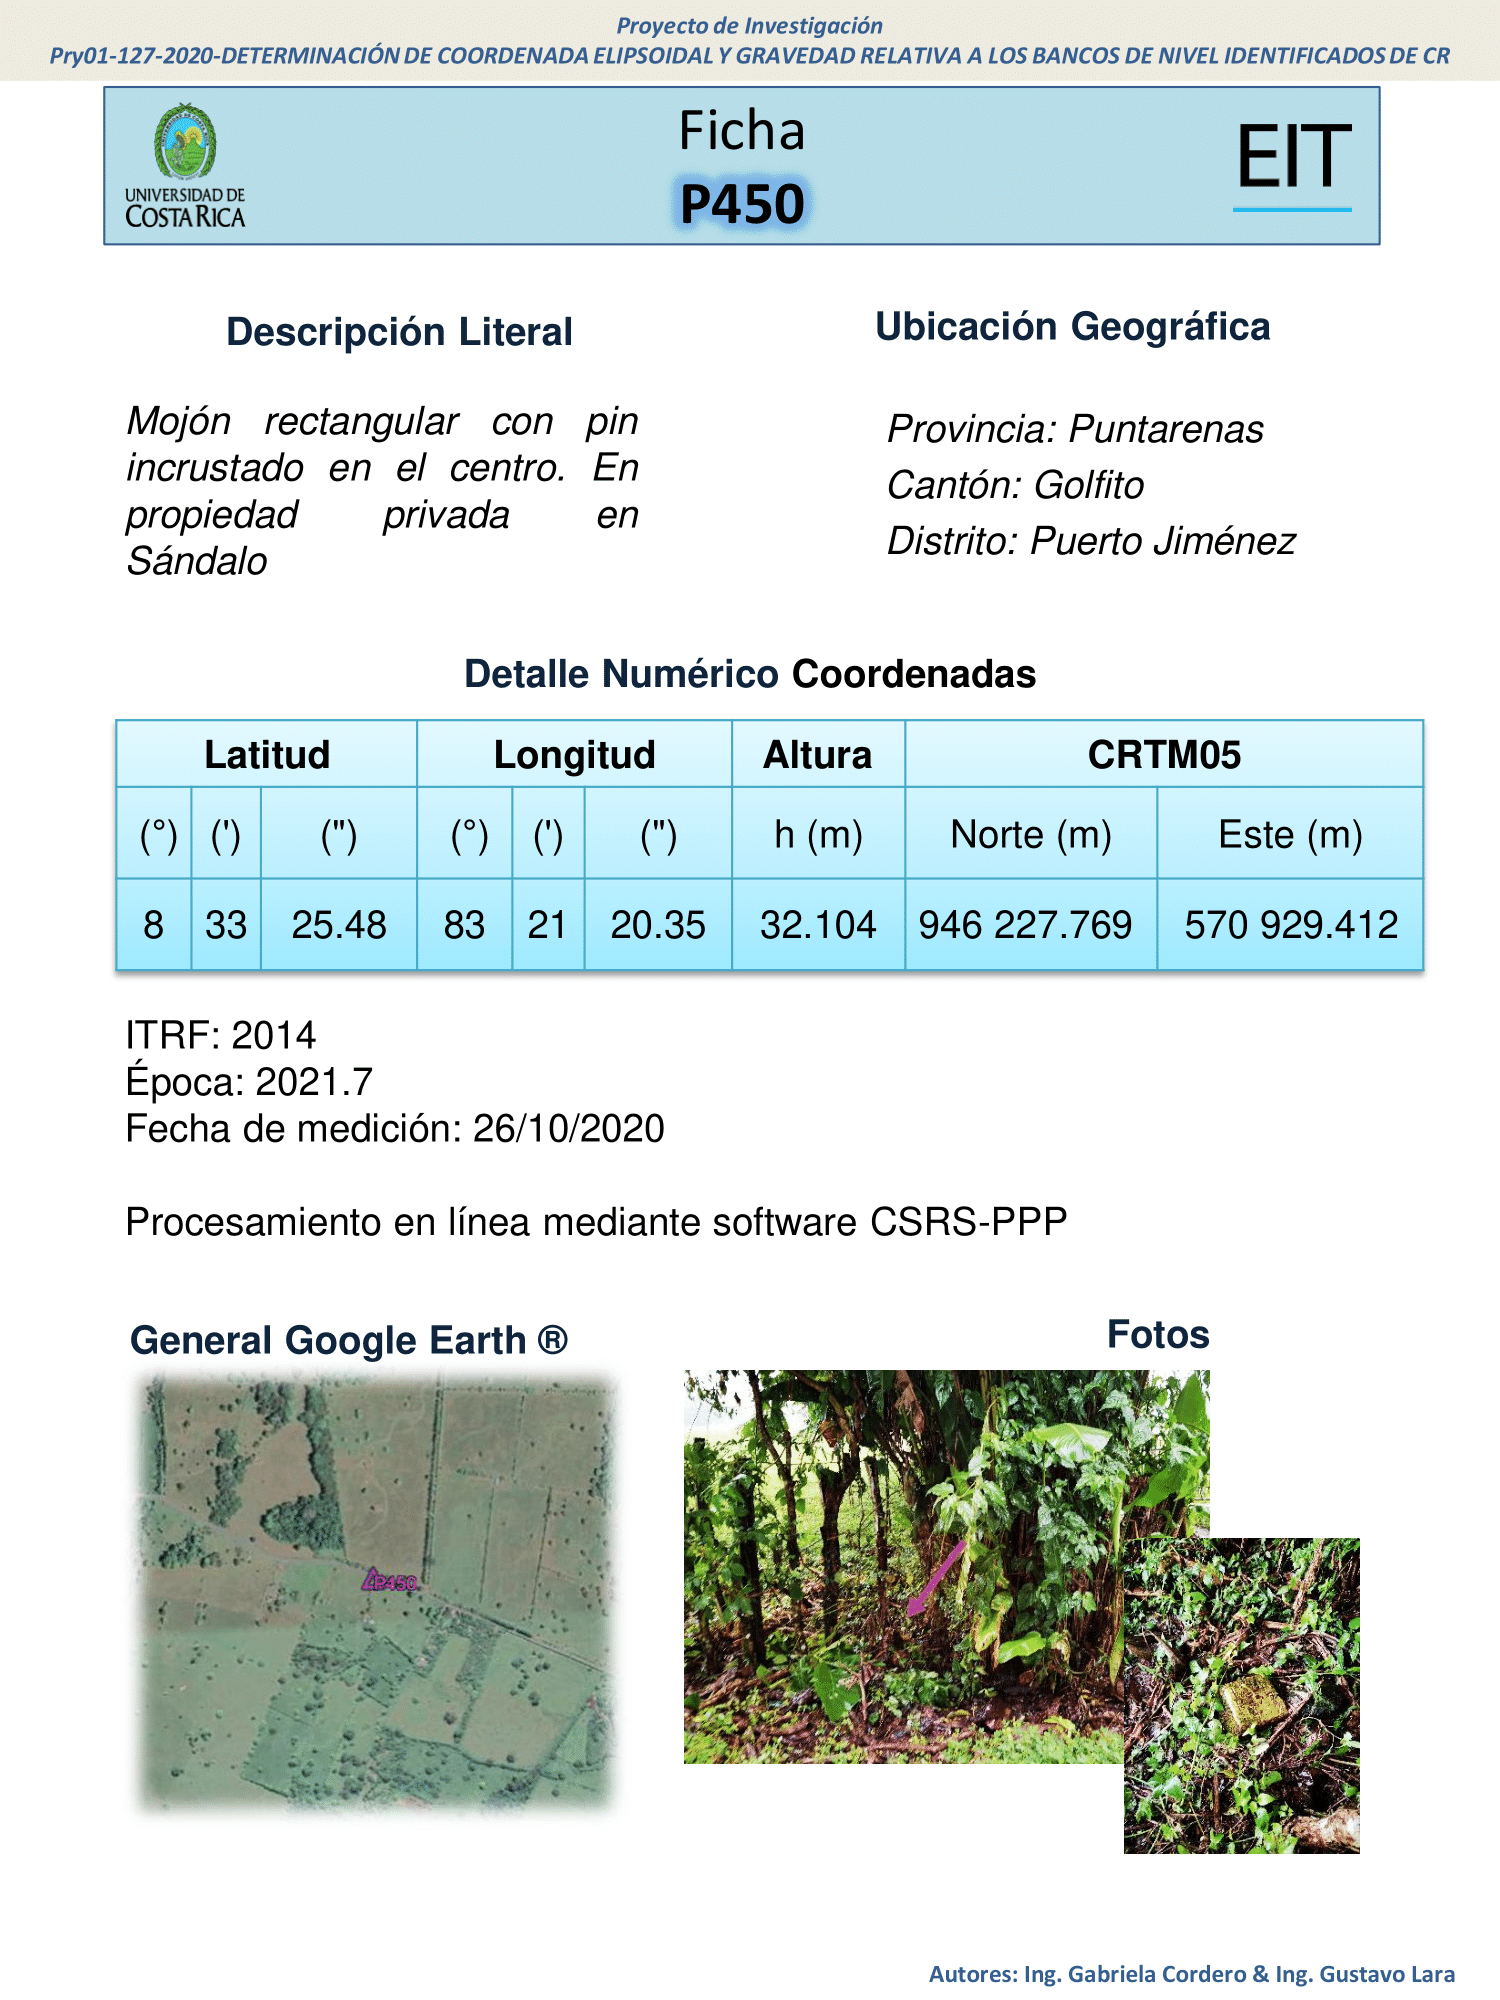 Proyecto de Investigación
Pry01-127-2020-DETERMINACIÓN DE COORDENADA ELIPSOIDAL Y GRAVEDAD RELATIVA A LOS BANCOS DE NIVEL IDENTIFICADOS DE CR
UNIVERSIDAD DE
COSTA RICA
Ficha
P450
EIT
Descripción Literal
Mojón rectangular con pin
incrustado en el centro. En
propiedad privada en
Sándalo
Ubicación Geográfica
Provincia: Puntarenas
Cantón: Golfito
Distrito: Puerto Jiménez
Detalle Numérico Coordenadas
Latitud Longitud Altura CRTM05
(°) (') (") (°) (') (") h (m) Norte (m) Este (m)
8 33 25.48 83 21 20.35 32.104 946 227.769 570 929.412
ITRF: 2014
Época: 2021.7
Fecha de medición: 26/10/2020
Procesamiento en línea mediante software CSRS-PPP
General Google Earth ®
Fotos
P450
Autores: Ing. Gabriela Cordero & Ing. Gustavo Lara